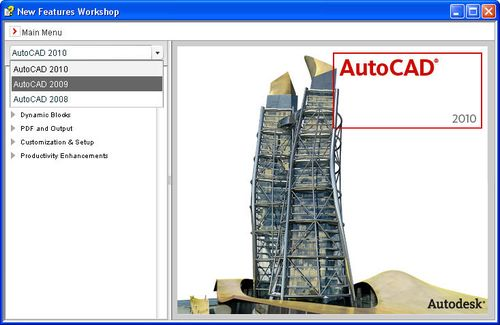 New Features Workshop
Main Menu
AutoCAD 2010
AutoCAD 2010
AutoCAD 2009
AutoCAD 2008
Dynamic Blocks
PDF and Output
Customization & Setup
Productivity Enhancements
AutoCAD®
2010
Autodesk®